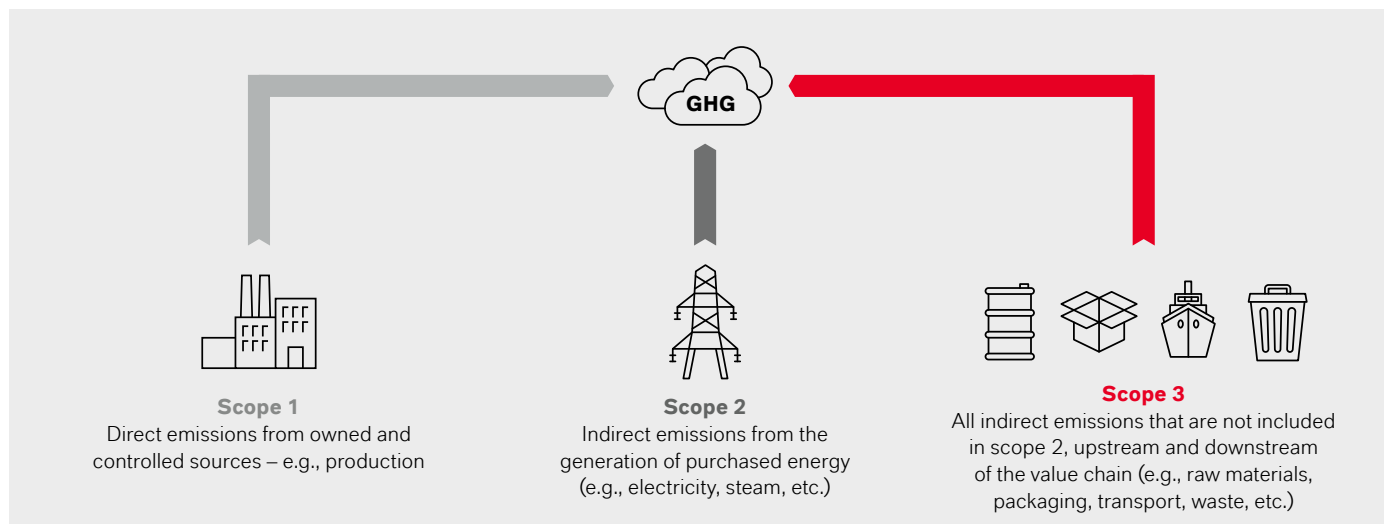 GHG
Scope 1
Direct emissions from owned and
controlled sources – e.g., production
Scope 2
Indirect emissions from the
generation of purchased energy
(e.g., electricity, steam, etc.)
Scope 3
All indirect emissions that are not included
in scope 2, upstream and downstream
of the value chain (e.g., raw materials,
packaging, transport, waste, etc.)